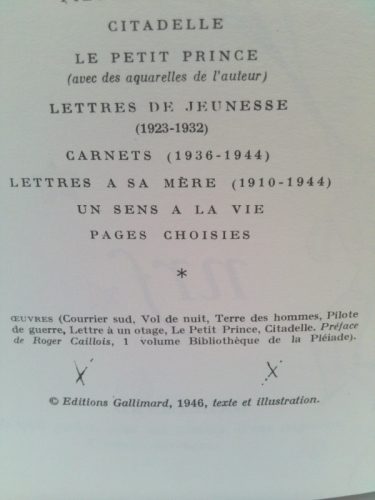 CITADELLE
LE PETIT PRINCE
(avec des aquarelles de l'auteur)
LETTRES DE JEUNESSE
(1923-1932)
CARNETS (1936-1944)
LETTRES A SA MÈRE (1910-1944)
UN SENS A LA VIE
PAGES CHOISIES
*
ŒUVRES (Courrier sud, Vol de nuit, Terre des hommes, Pilote
de guerre, Lettre à un otage, Le Petit Prince, Citadelle. Préface
de Roger Caillois, 1 volume Bibliothèque de la Pléiade).
© Editions Gallimard, 1946, texte et illustration.